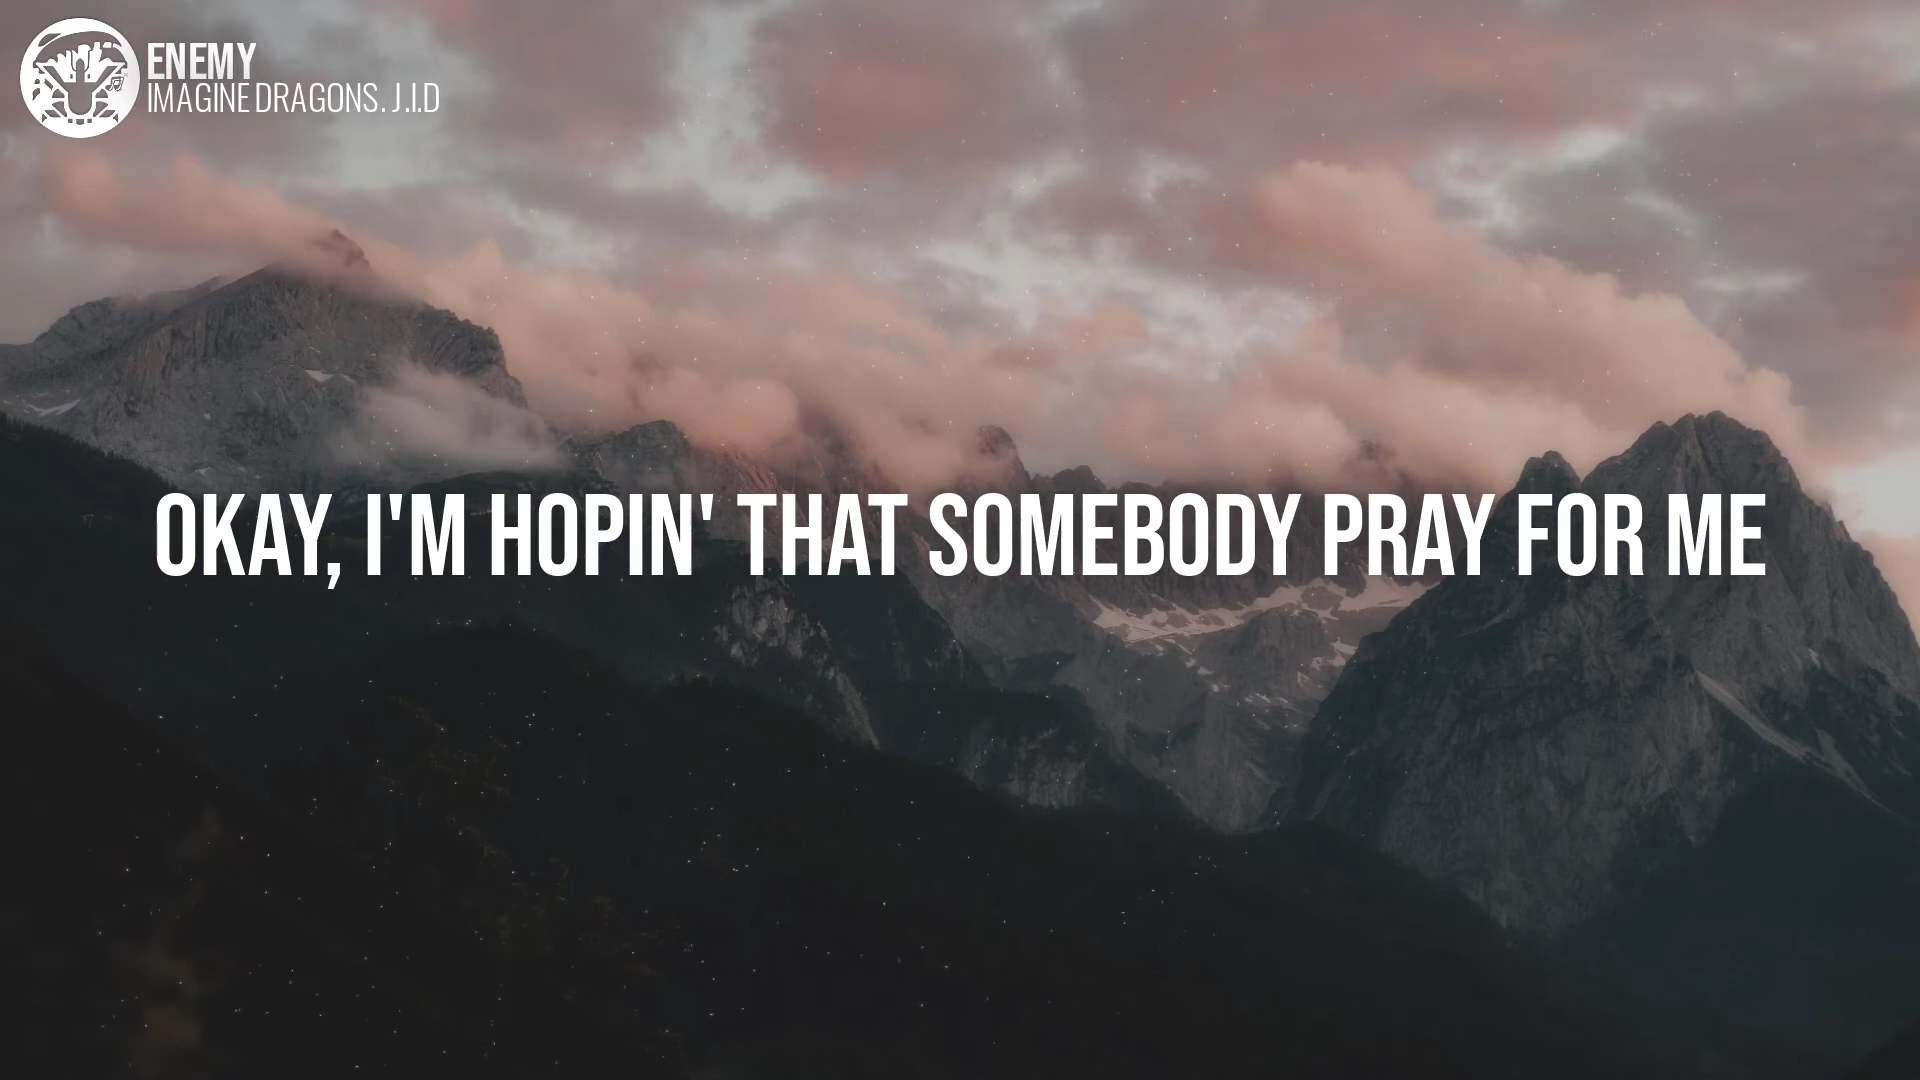 ENEMY
IMAGINE DRAGONS. J.I.D
OKAY, I'M HOPIN' THAT SOMEBODY PRAY FOR ME